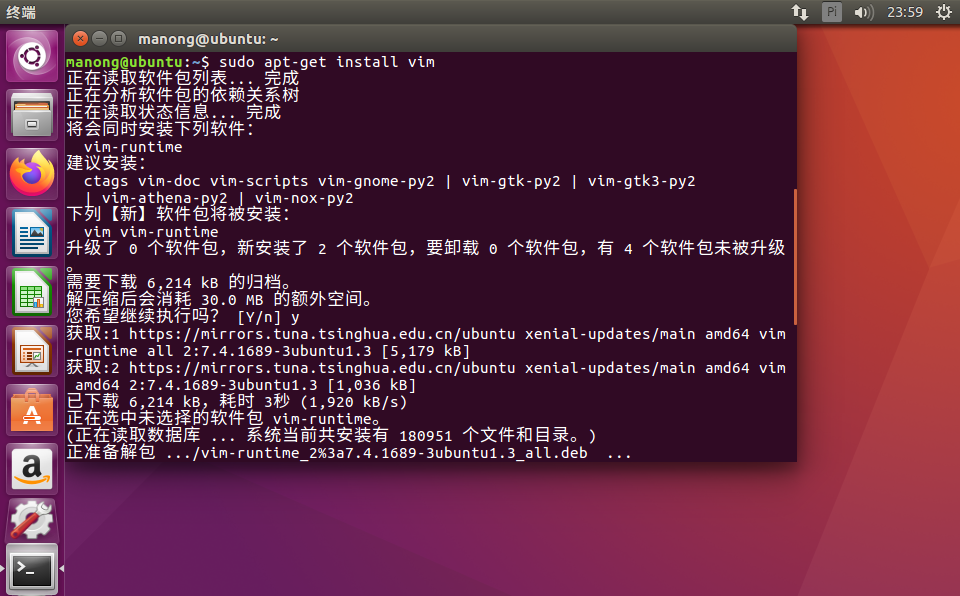 终端
Pi
23:59
manong@ubuntu: ~
manong@ubuntu:~$ sudo apt-get install vim
正在读取软件包列表... 完成
正在分析软件包的依赖关系树
正在读取状态信息... 完成
将会同时安装下列软件：
vim-runtime
建议安装：
ctags vim-doc vim-scripts vim-gnome-py2 | vim-gtk-py2 | vim-gtk3-py2
| vim-athena-py2 | vim-nox-py2
下列【新】软件包将被安装：
vim vim-runtime
升级了 0 个软件包，新安装了 2 个软件包，要卸载 0 个软件包，有 4 个软件包未被升级
。
需要下载 6,214 kB 的归档。
解压缩后会消耗 30.0 MB 的额外空间。
您希望继续执行吗？ [Y/n] y
获取:1 https://mirrors.tuna.tsinghua.edu.cn/ubuntu xenial-updates/main amd64 vim
-runtime all 2:7.4.1689-3ubuntu1.3 [5,179 kB]
获取:2 https://mirrors.tuna.tsinghua.edu.cn/ubuntu xenial-updates/main amd64 vim
amd64 2:7.4.1689-3ubuntu1.3 [1,036 kB]
已下载 6,214 kB，耗时 3秒 (1,920 kB/s)
正在选中未选择的软件包 vim-runtime。
(正在读取数据库 ... 系统当前共安装有 180951 个文件和目录。)
正准备解包 .../vim-runtime_2%3a7.4.1689-3ubuntu1.3_all.deb  ...